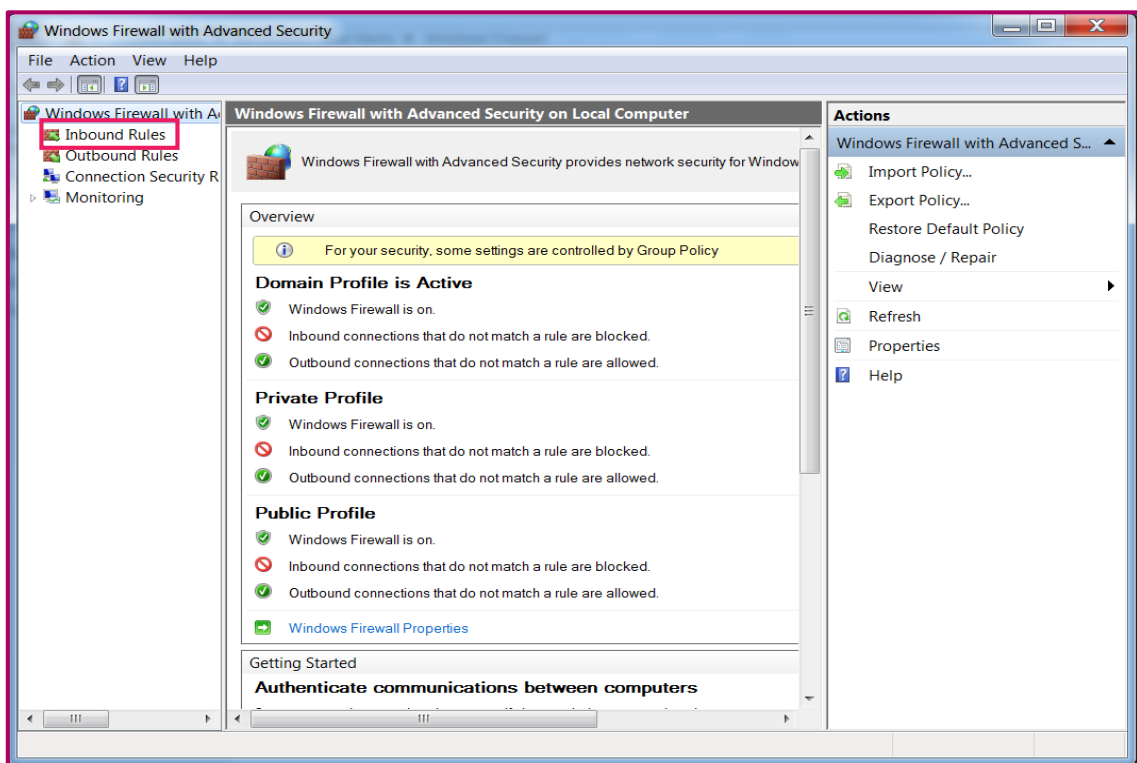 Windows Firewall with Advanced Security
File Action View Help
Windows Firewall with A
Inbound Rules
Outbound Rules
Connection Security R
Monitoring
Windows Firewall with Advanced Security on Local Computer
Windows Firewall with Advanced Security provides network security for Window
Overview
For your security, some settings are controlled by Group Policy
Domain Profile is Active
Windows Firewall is on.
Inbound connections that do not match a rule are blocked.
Outbound connections that do not match a rule are allowed.
Private Profile
Windows Firewall is on.
Inbound connections that do not match a rule are blocked.
Outbound connections that do not match a rule are allowed.
Public Profile
Windows Firewall is on.
Inbound connections that do not match a rule are blocked.
Outbound connections that do not match a rule are allowed.
Windows Firewall Properties
Getting Started
Authenticate communications between computers
Actions
Windows Firewall with Advanced S...
Import Policy...
Export Policy...
Restore Default Policy
Diagnose / Repair
View
Refresh
Properties
Help